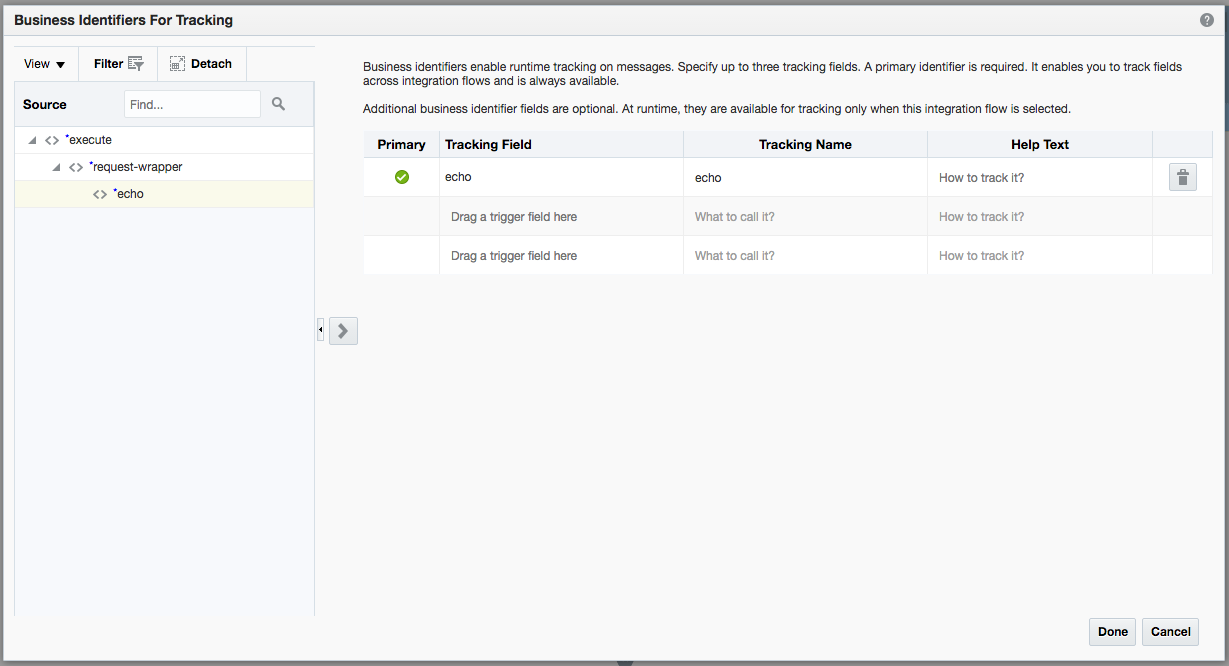 Business Identifiers For Tracking
?
View Filter Detach
Source Find...
*execute
*request-wrapper
*echo
Business identifiers enable runtime tracking on messages. Specify up to three tracking fields. A primary identifier is required. It enables you to track fields
across integration flows and is always available.
Additional business identifier fields are optional. At runtime, they are available for tracking only when this integration flow is selected.
Primary Tracking Field Tracking Name Help Text
echo echo How to track it?
Drag a trigger field here What to call it? How to track it?
Drag a trigger field here What to call it? How to track it?
Done Cancel